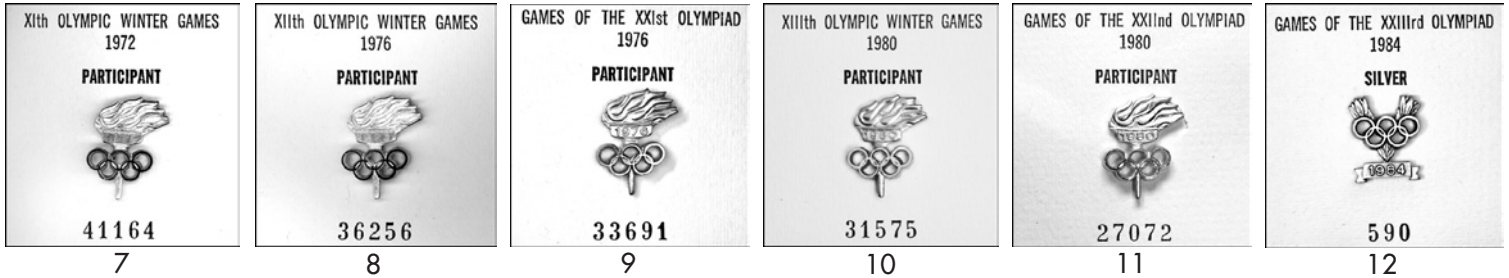 XIth OLYMPIC WINTER GAMES
1972
PARTICIPANT
41164
7
XIIth OLYMPIC WINTER GAMES
1976
PARTICIPANT
36256
8
GAMES OF THE XXIst OLYMPIAD
1976
PARTICIPANT
1976
33691
9
XIIIth OLYMPIC WINTER GAMES
1980
PARTICIPANT
1980
31575
10
GAMES OF THE XXIInd OLYMPIAD
1980
PARTICIPANT
1980
27072
11
GAMES OF THE XXIIIrd OLYMPIAD
1984
SILVER
1984
590
12